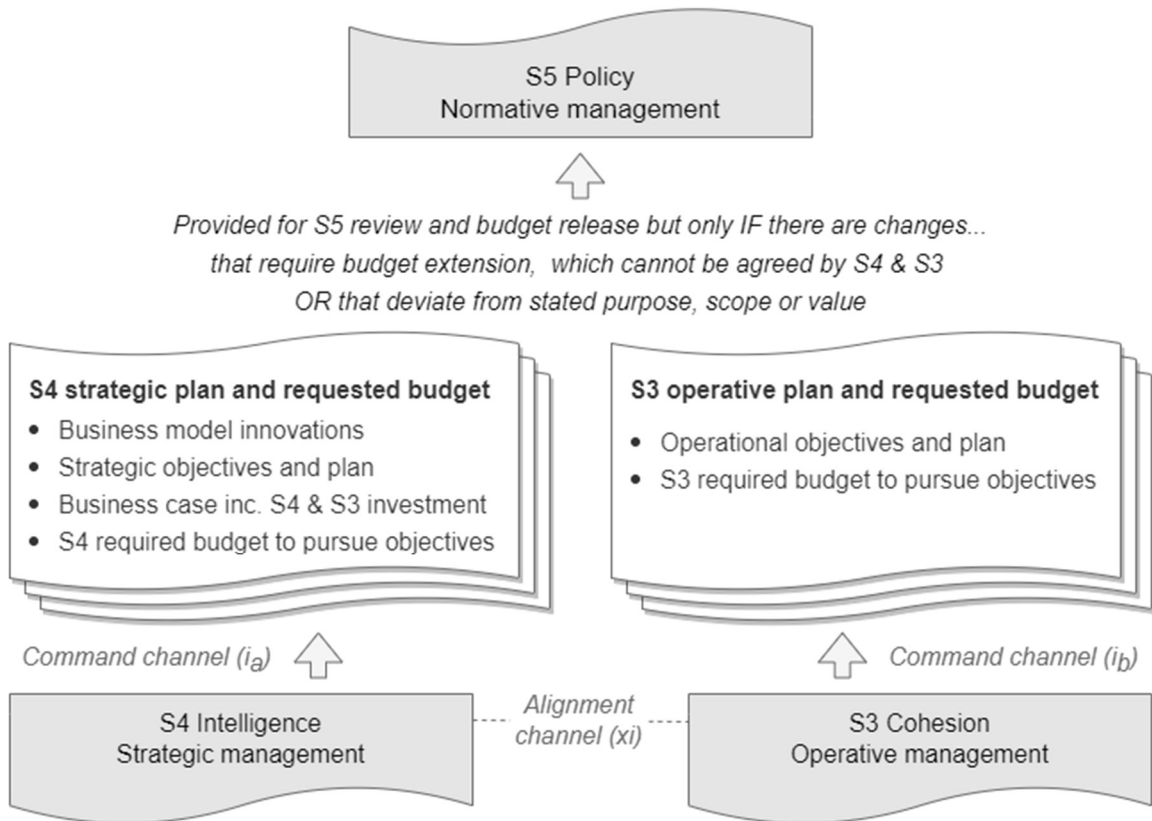 S5 Policy
Normative management
Provided for S5 review and budget release but only IF there are changes...
that require budget extension, which cannot be agreed by S4 & S3
OR that deviate from stated purpose, scope or value
S4 strategic plan and requested budget
• Business model innovations
• Strategic objectives and plan
• Business case inc. S4 & S3 investment
• S4 required budget to pursue objectives
S3 operative plan and requested budget
• Operational objectives and plan
• S3 required budget to pursue objectives
Command channel (ia)
Command channel (ib)
S4 Intelligence
Strategic management
Alignment
channel (xi)
S3 Cohesion
Operative management